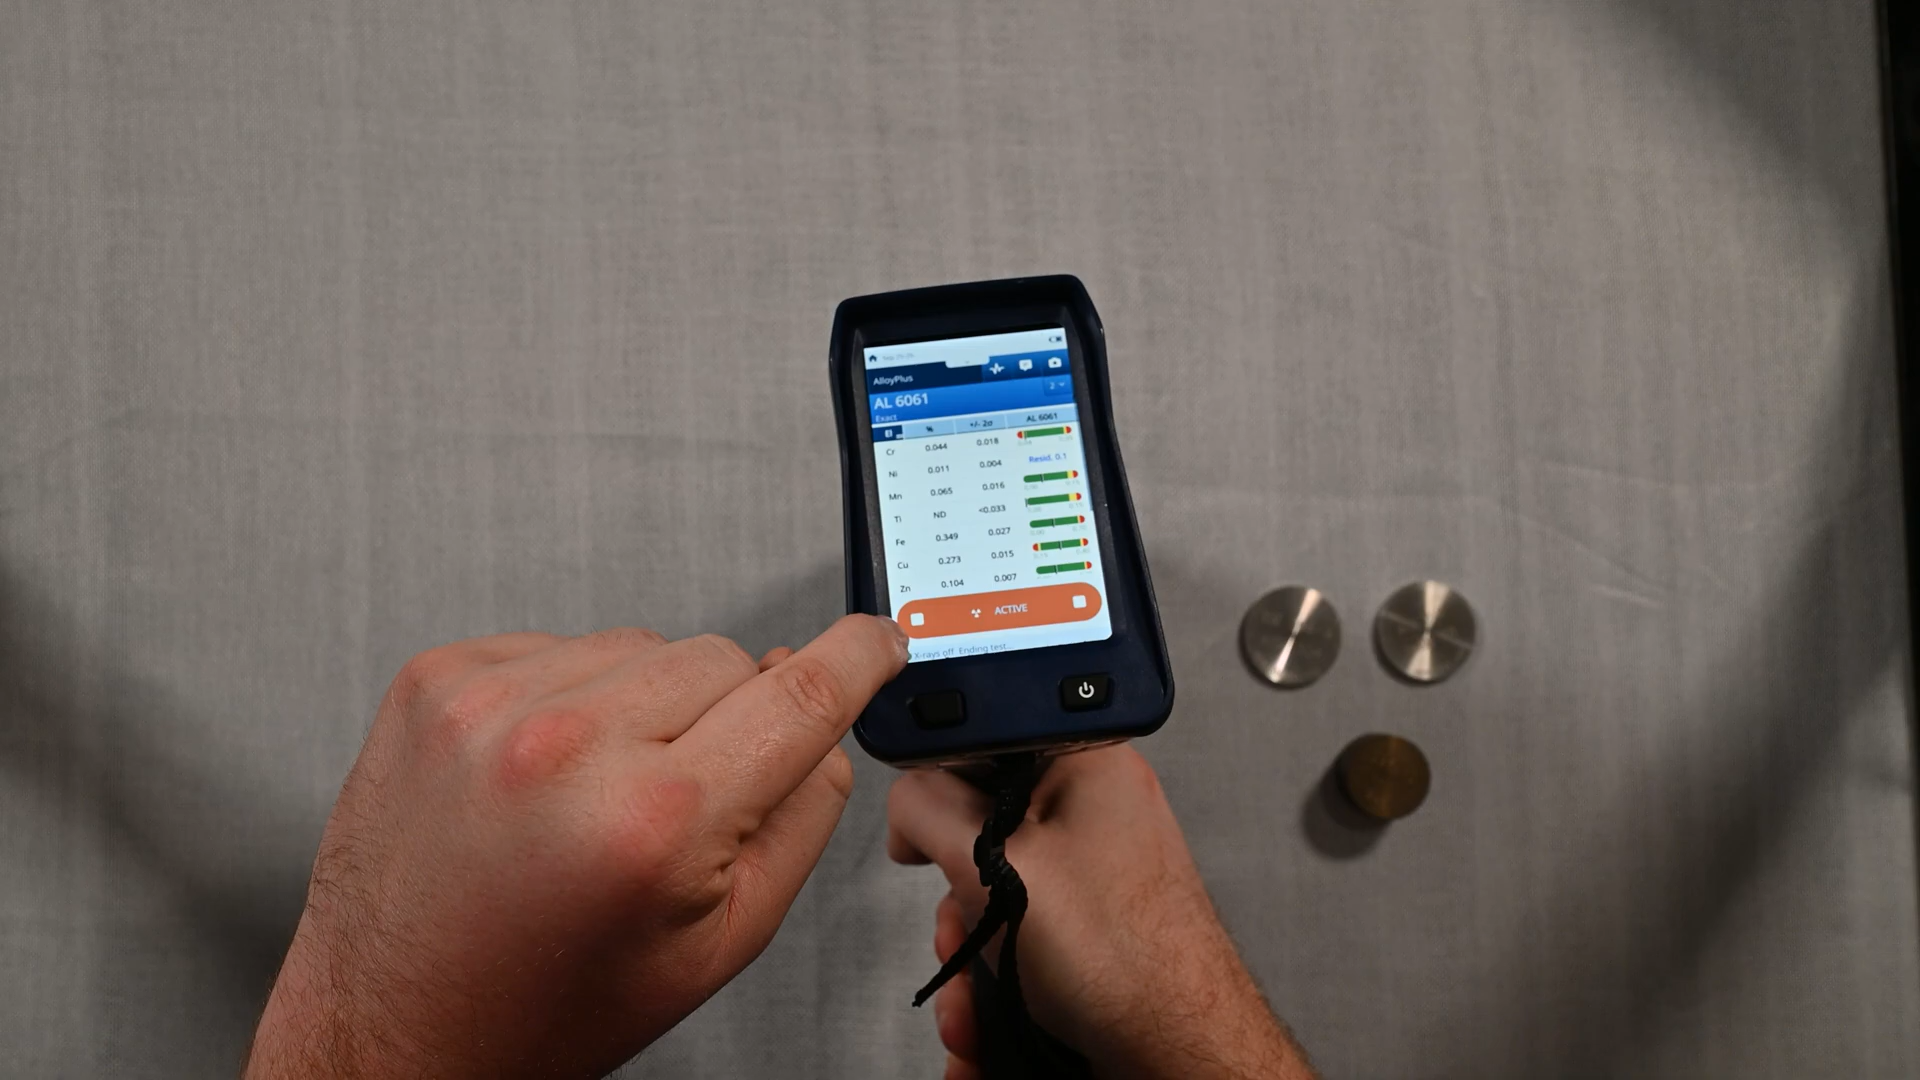 AlloyPlus
AL 6061
2
Exact
El % +/- 2σ AL 6061
Cr 0.044 0.018
Ni 0.011 0.004 Resid. 0.1
Mn 0.065 0.016
Ti ND <0.033
Fe 0.349 0.027
Cu 0.273 0.015
Zn 0.104 0.007
ACTIVE
X-rays off. Ending test...